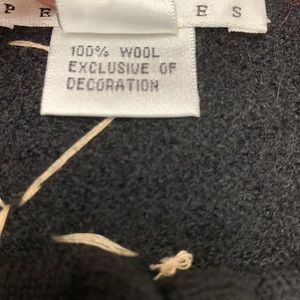 P E E S
100% WOOL
EXCLUSIVE OF
DECORATION